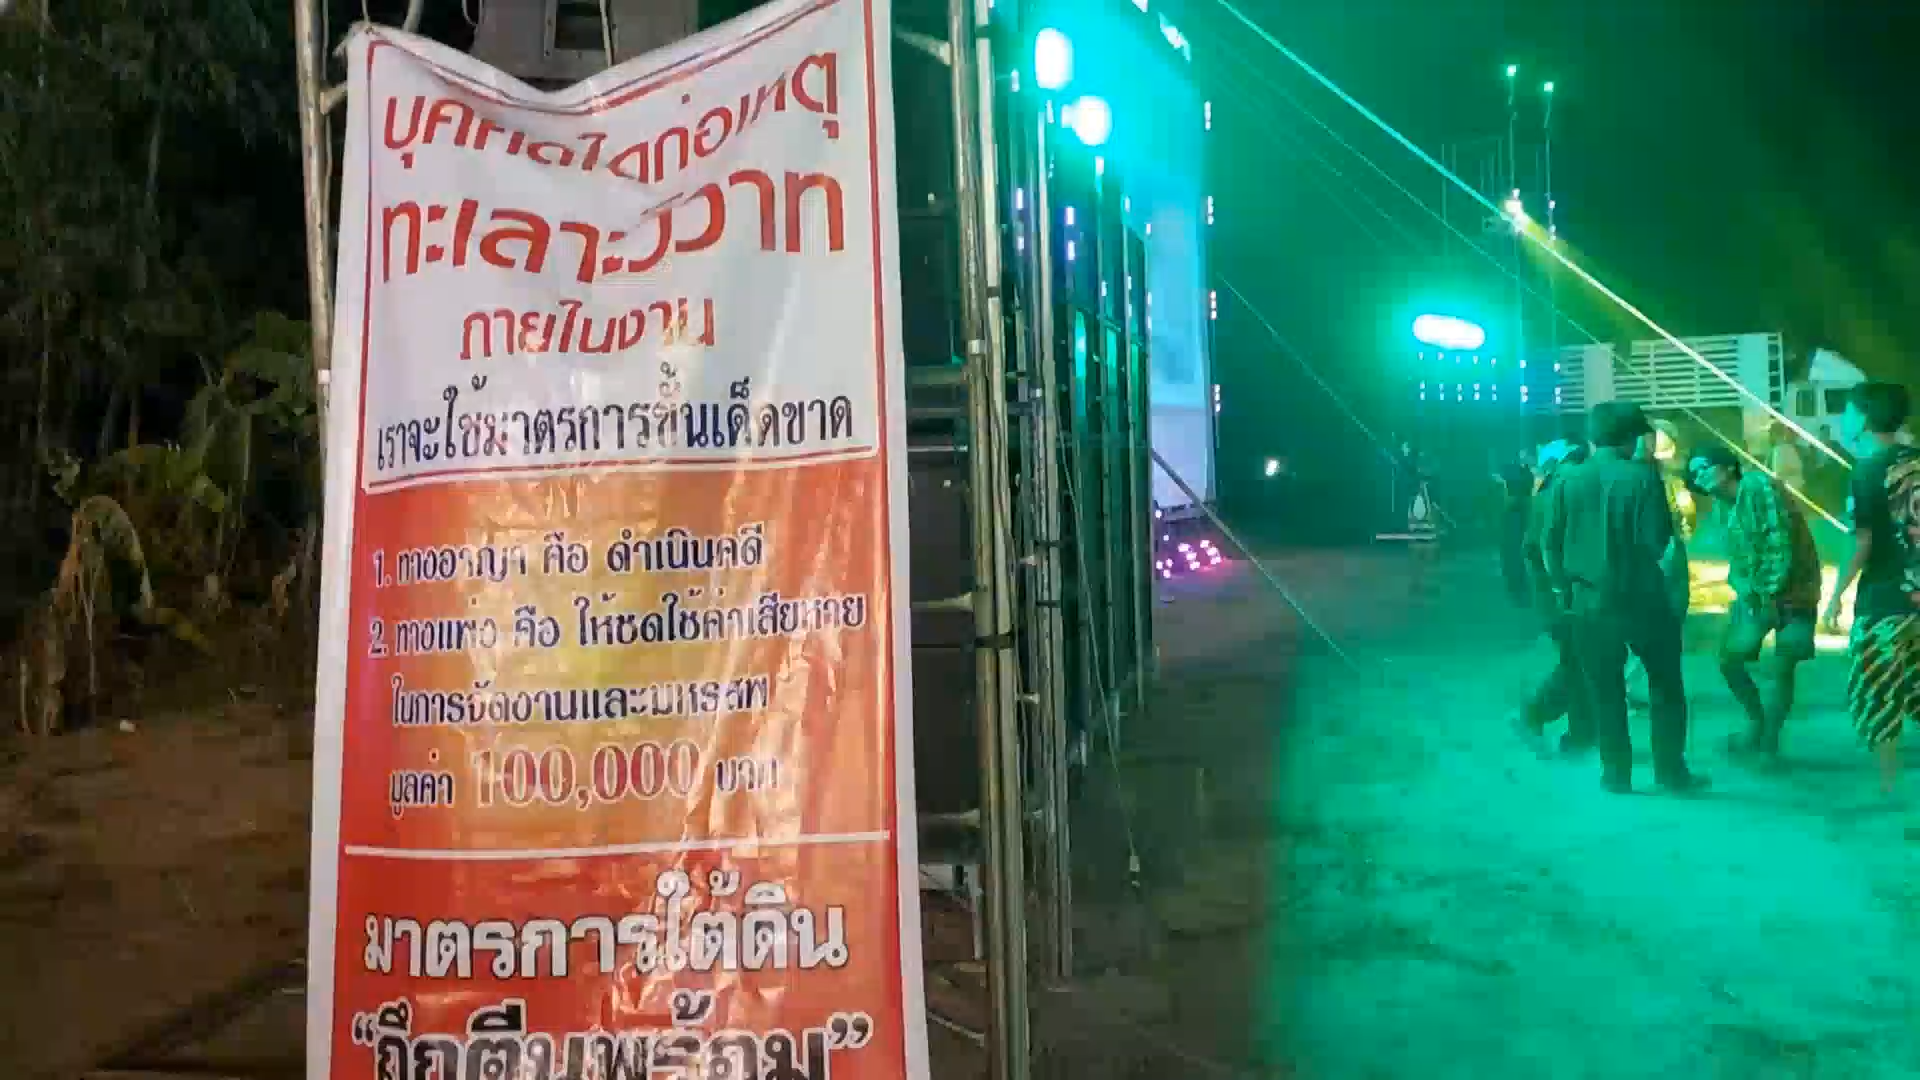 บุคคลใดก่อเหตุ
ทะเลาะวิวาท
ภายในงาน
เราจะใช้มาตรการขั้นเด็ดขาด
1. ทางอาญา คือ ดำเนินคดี
2. ทางแพ่ง คือ ให้ชดใช้ค่าเสียหาย
ในการจัดงานและมหรสพ
มูลค่า 100,000 บาท
มาตรการใต้ดิน